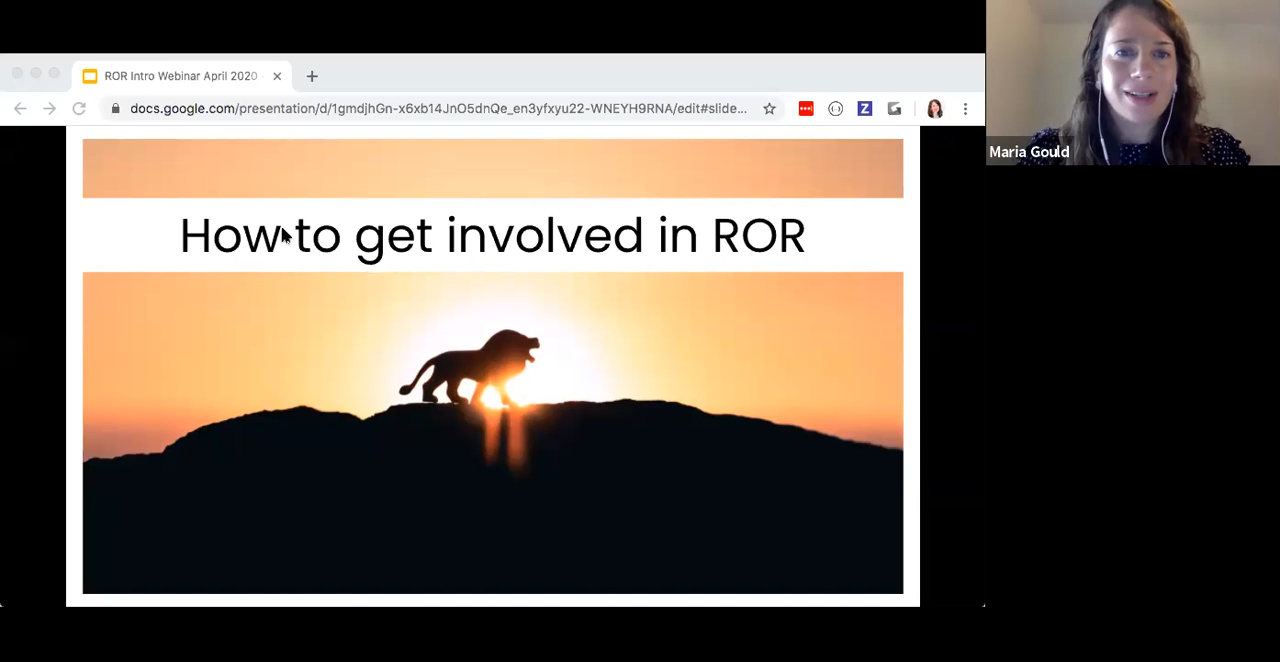 ROR Intro Webinar April 2020
docs.google.com/presentation/d/1gmdjhGn-x6xb14JnO5dnQe_en3yfxyu22-WNEYH9RNA/edit#slide...
Z
Maria Gould
How to get involved in ROR